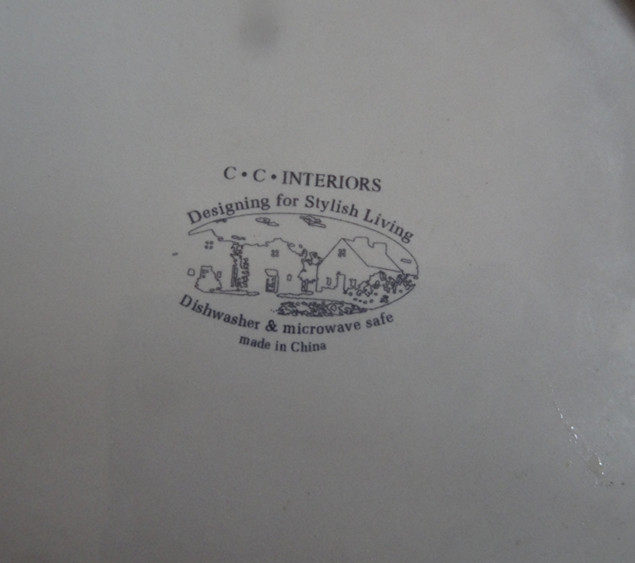 C • C • INTERIORS
Designing for Stylish Living
Dishwasher & microwave safe
made in China